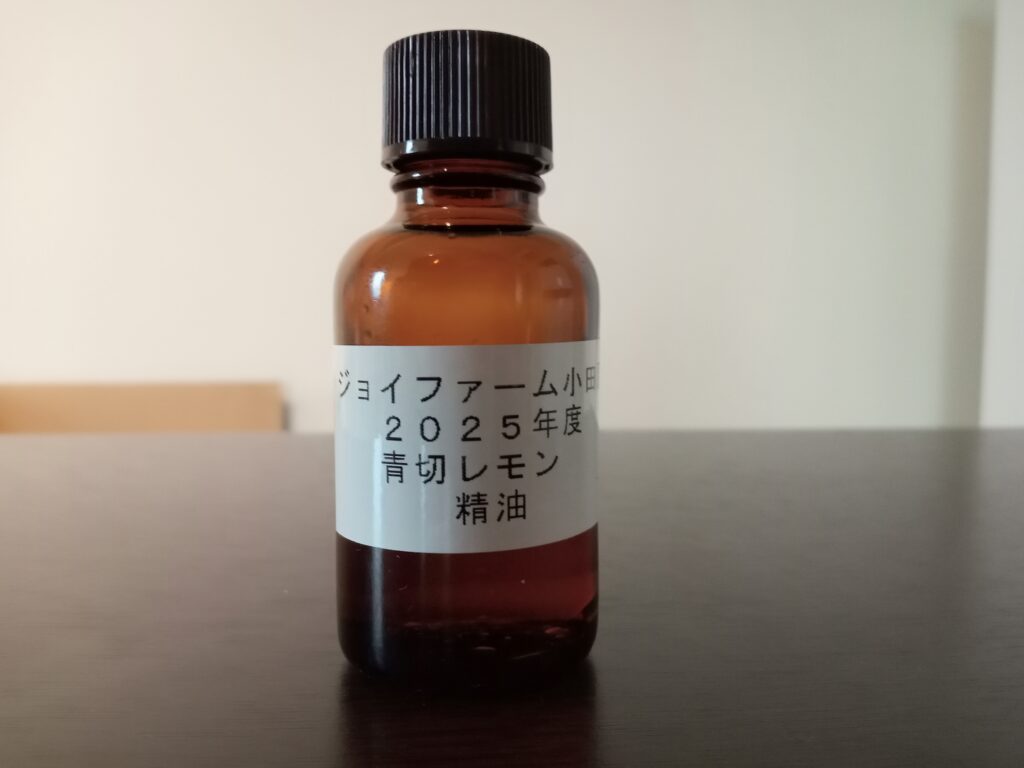 ジョイファーム小田
２０２５年度
青切レモン
精油